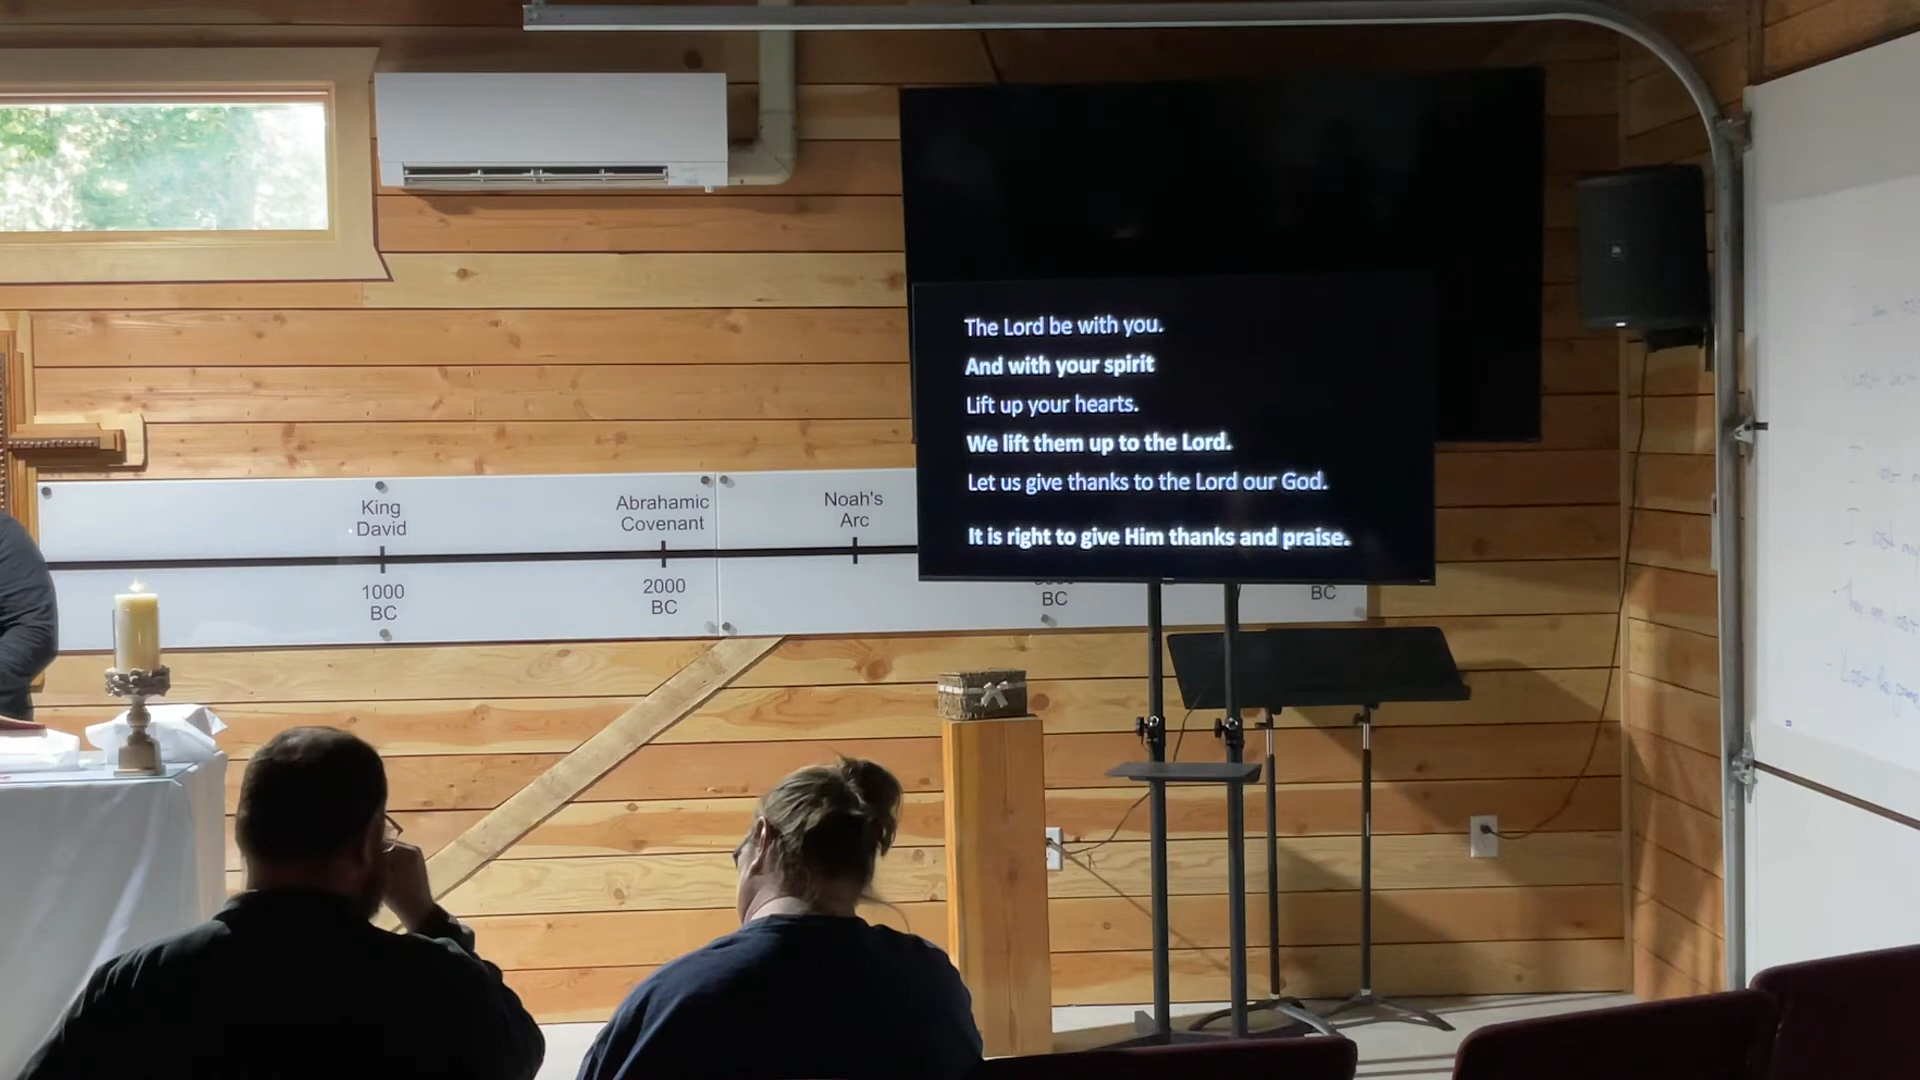 The Lord be with you.
And with your spirit
Lift up your hearts.
We lift them up to the Lord.
Let us give thanks to the Lord our God.
It is right to give Him thanks and praise.
King
David
Abrahamic
Covenant
Noah's
Arc
1000
BC
2000
BC
BC
BC